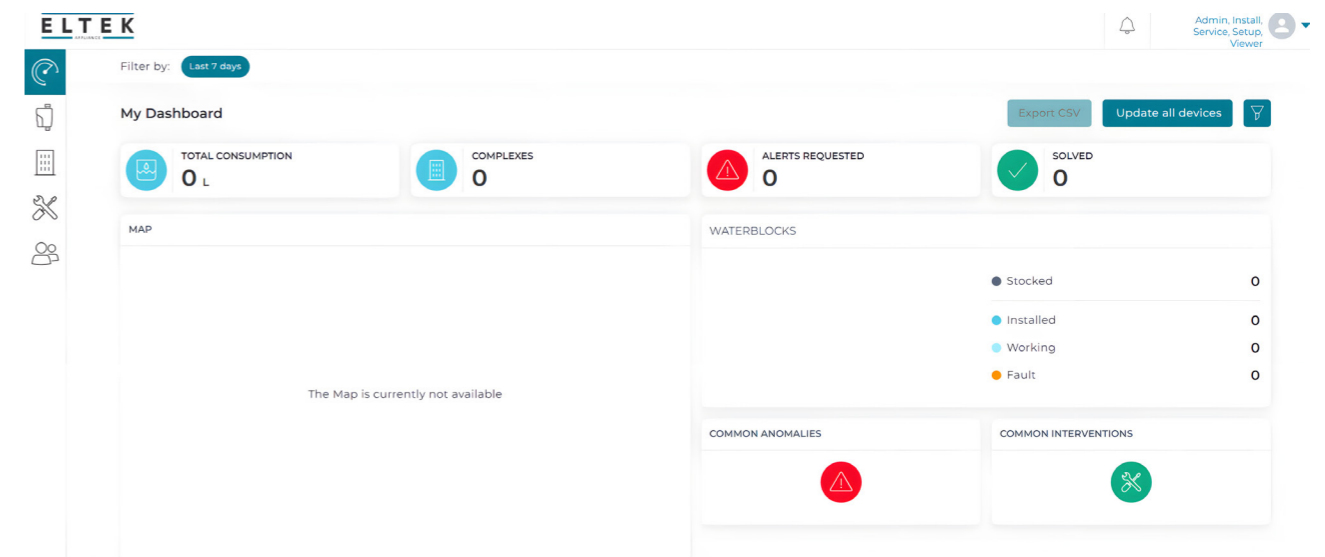 ELTEK
Admin, Install,
Service, Setup,
Viewer
Filter by: Last 7 days
My Dashboard
Export CSV
Update all devices
TOTAL CONSUMPTION
0 L
COMPLEXES
0
ALERTS REQUESTED
0
SOLVED
0
MAP
The Map is currently not available
WATERBLOCKS
Stocked 0
Installed 0
Working 0
Fault 0
COMMON ANOMALIES
COMMON INTERVENTIONS